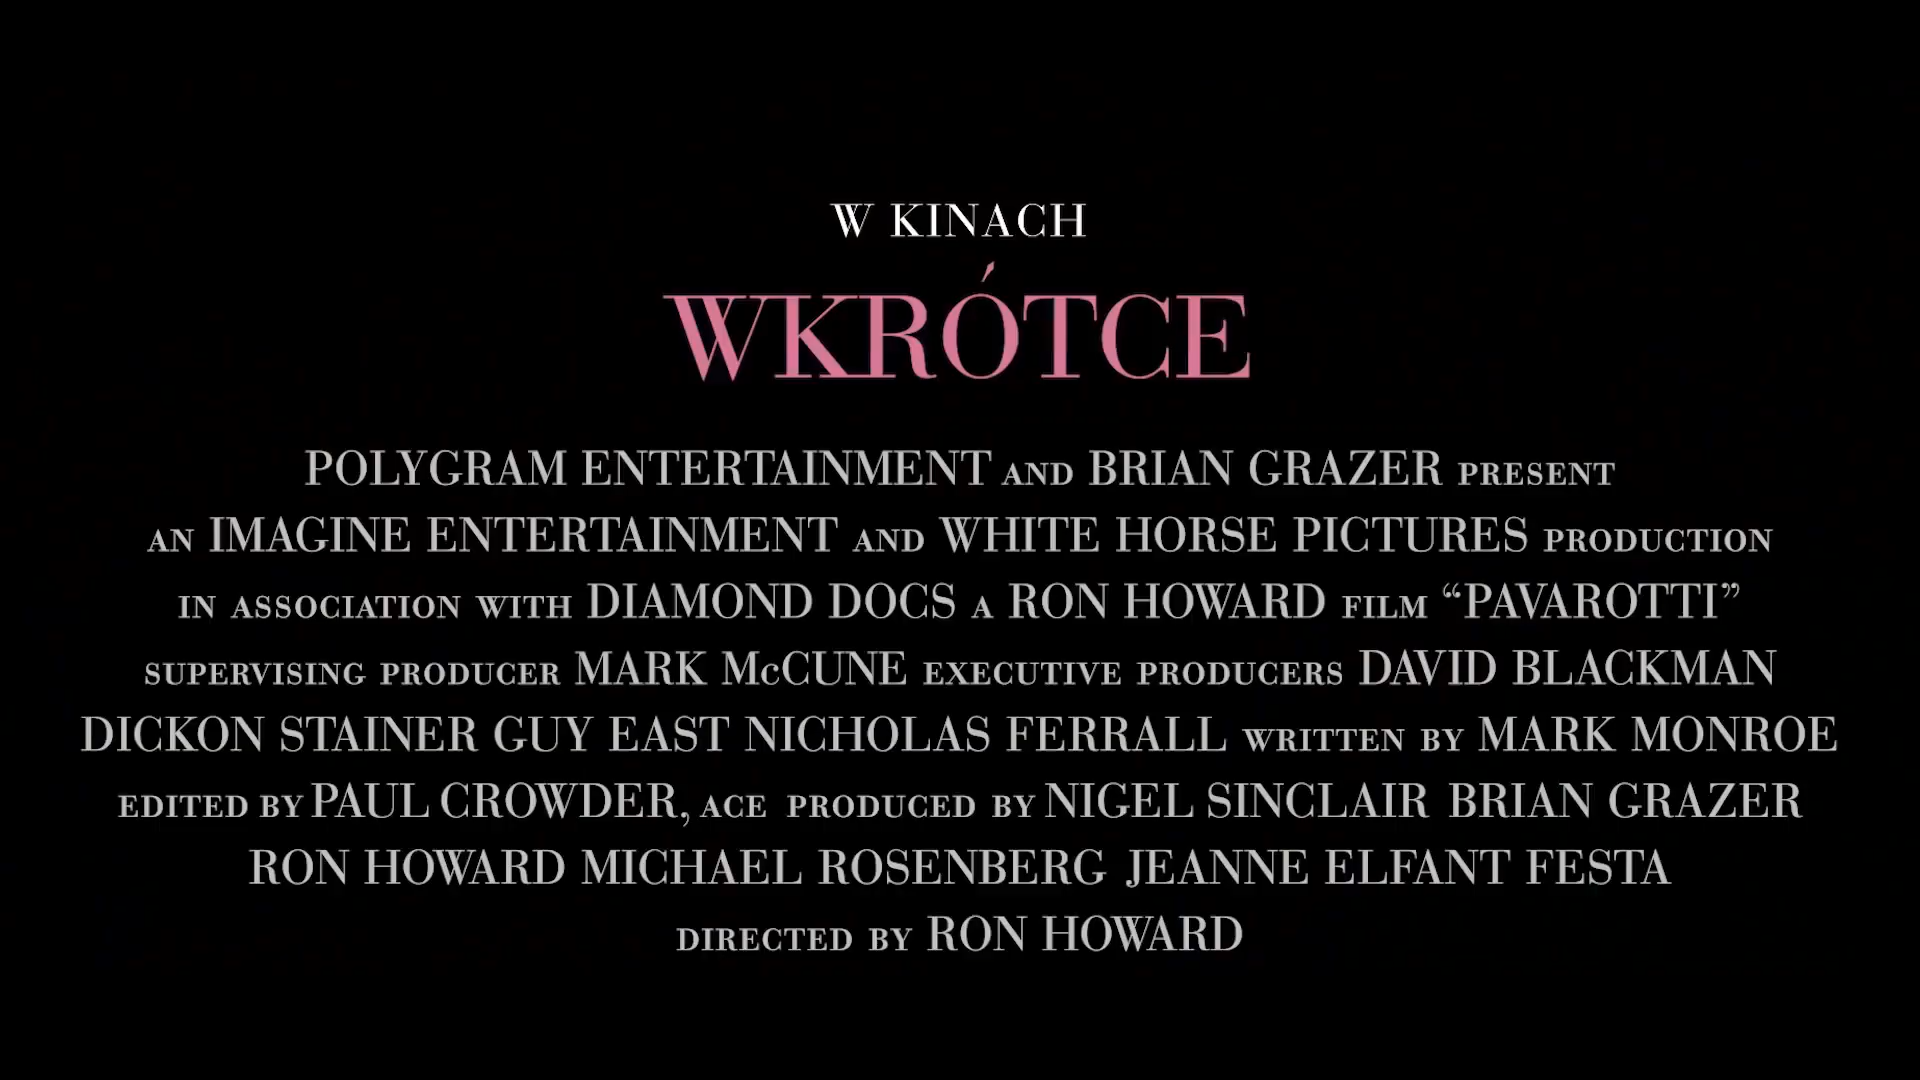 W KINACH
WKRÓTCE
POLYGRAM ENTERTAINMENT AND BRIAN GRAZER PRESENT
AN IMAGINE ENTERTAINMENT AND WHITE HORSE PICTURES PRODUCTION
IN ASSOCIATION WITH DIAMOND DOCS A RON HOWARD FILM “PAVAROTTI”
SUPERVISING PRODUCER MARK McCUNE EXECUTIVE PRODUCERS DAVID BLACKMAN
DICKON STAINER GUY EAST NICHOLAS FERRALL WRITTEN BY MARK MONROE
EDITED BY PAUL CROWDER, ACE PRODUCED BY NIGEL SINCLAIR BRIAN GRAZER
RON HOWARD MICHAEL ROSENBERG JEANNE ELFANT FESTA
DIRECTED BY RON HOWARD